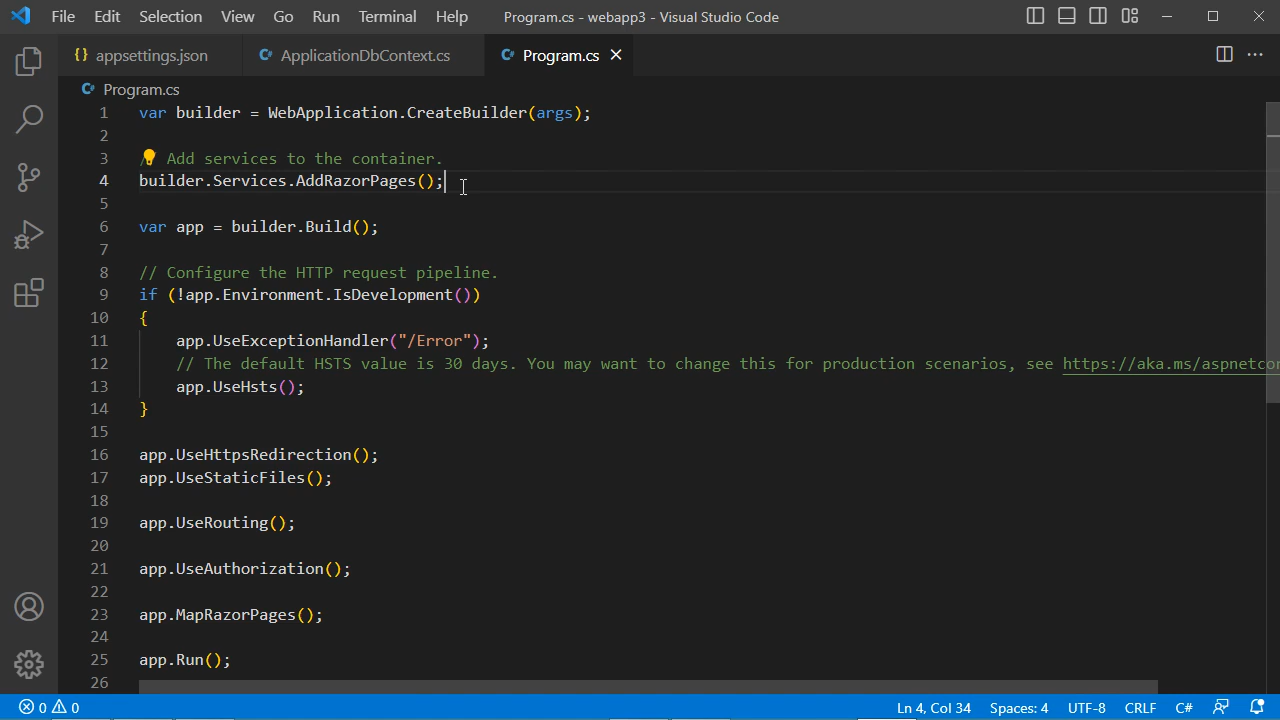 File Edit Selection View Go Run Terminal Help Program.cs - webapp3 - Visual Studio Code
{} appsettings.json C# ApplicationDbContext.cs C# Program.cs
C# Program.cs
1 var builder = WebApplication.CreateBuilder(args);
2
3 // Add services to the container.
4 builder.Services.AddRazorPages();
5
6 var app = builder.Build();
7
8 // Configure the HTTP request pipeline.
9 if (!app.Environment.IsDevelopment())
10 {
11 app.UseExceptionHandler("/Error");
12 // The default HSTS value is 30 days. You may want to change this for production scenarios, see https://aka.ms/aspnetcor
13 app.UseHsts();
14 }
15
16 app.UseHttpsRedirection();
17 app.UseStaticFiles();
18
19 app.UseRouting();
20
21 app.UseAuthorization();
22
23 app.MapRazorPages();
24
25 app.Run();
26
0 0 Ln 4, Col 34 Spaces: 4 UTF-8 CRLF C#